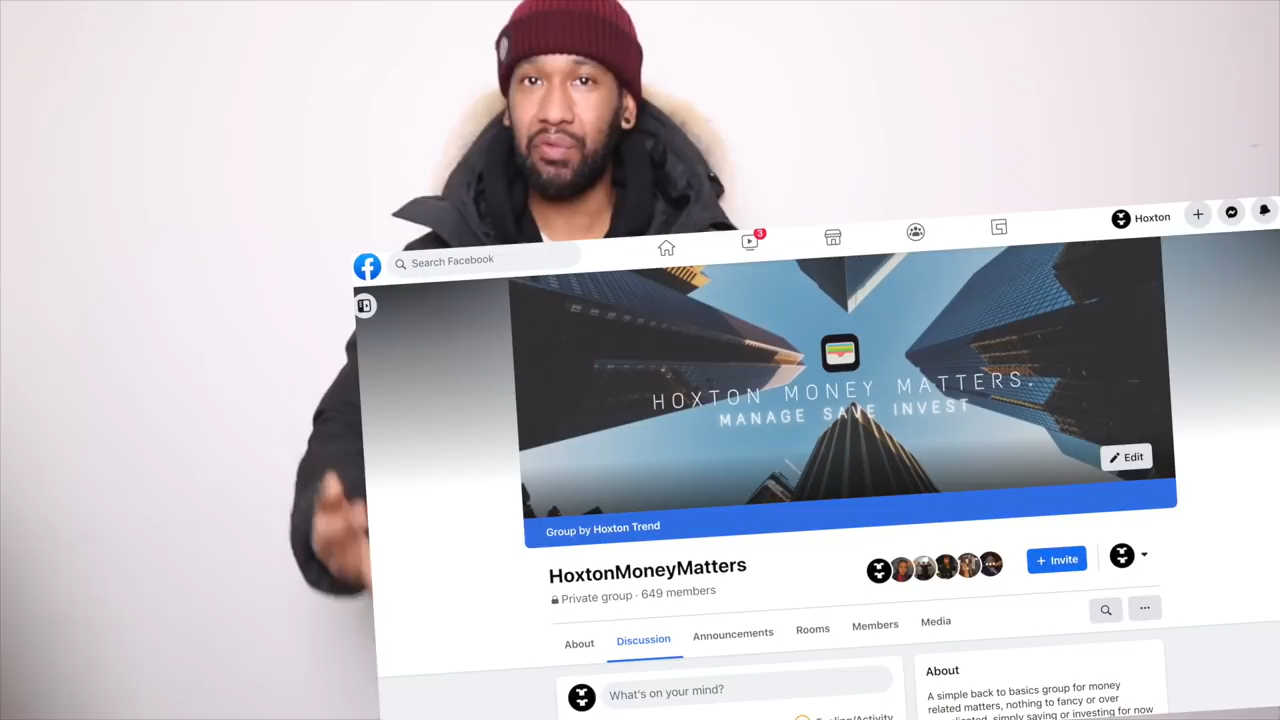 Hoxton
3
Search Facebook
HOXTON MONEY MATTERS.
MANAGE SAVE INVEST
Edit
Group by Hoxton Trend
HoxtonMoneyMatters
Private group · 649 members
+ Invite
About
Discussion
Announcements
Rooms
Members
Media
What's on your mind?
Feeling/Activity
About
A simple back to basics group for money
related matters, nothing to fancy or over
simply saving or investing for now